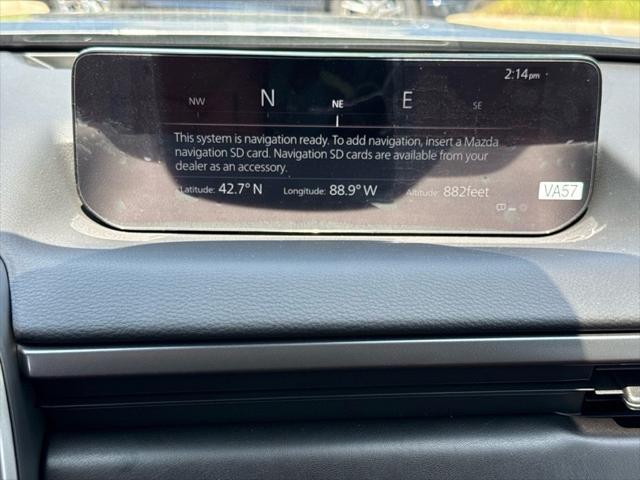 2:14pm
NW N NE E SE
This system is navigation ready. To add navigation, insert a Mazda
navigation SD card. Navigation SD cards are available from your
dealer as an accessory.
Latitude: 42.7° N Longitude: 88.9° W Altitude: 882feet
VA57